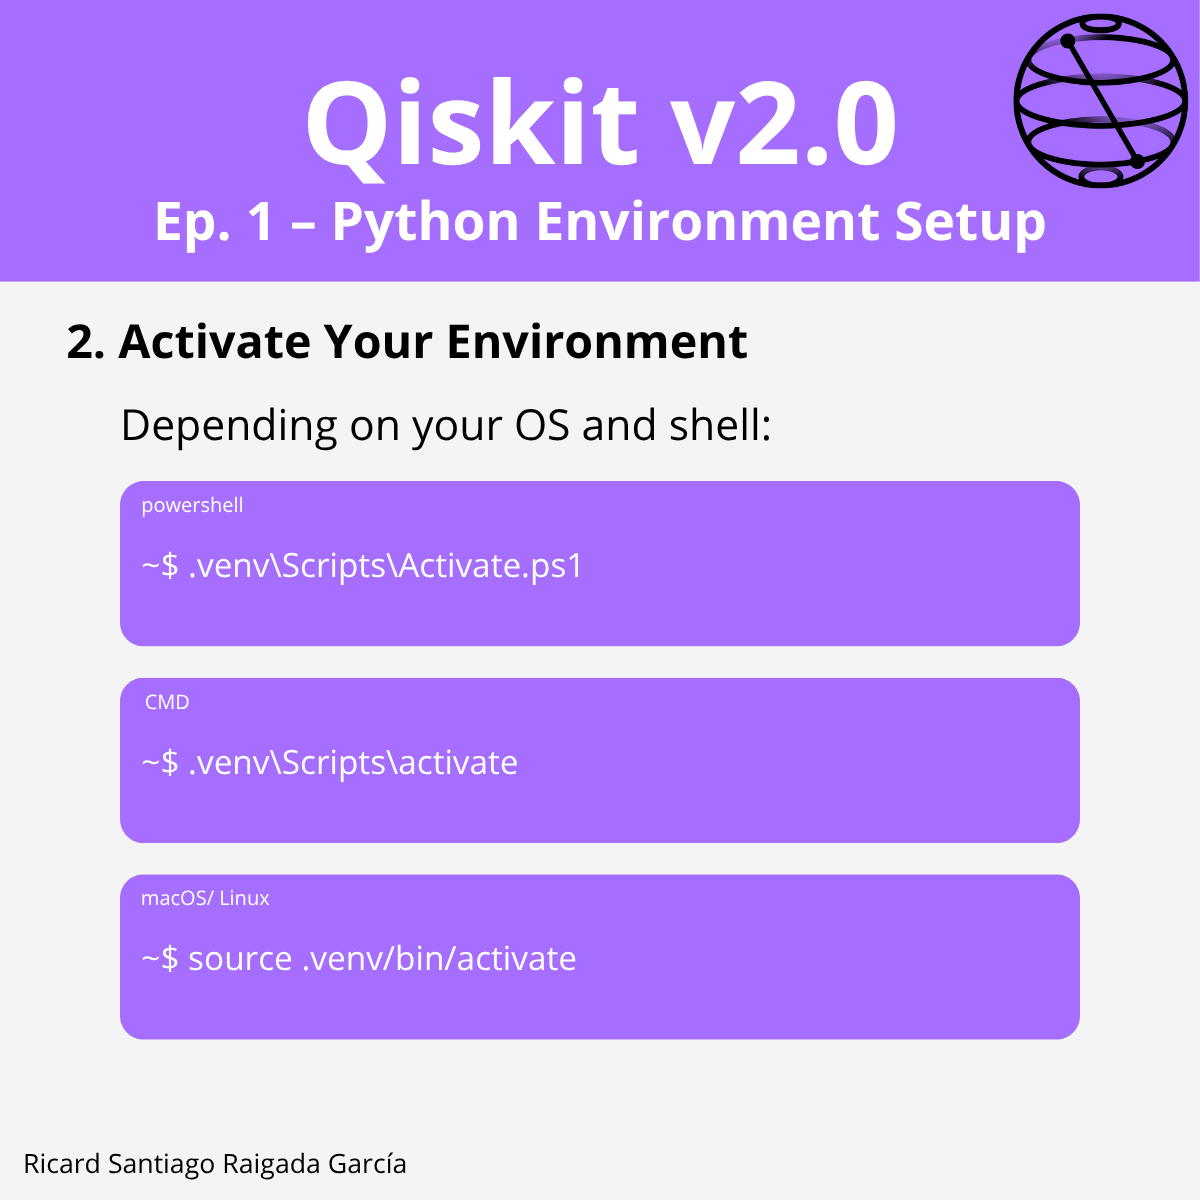 Qiskit v2.0
Ep. 1 – Python Environment Setup
2. Activate Your Environment
Depending on your OS and shell:
powershell
~$ .venv\Scripts\Activate.ps1
CMD
~$ .venv\Scripts\activate
macOS/ Linux
~$ source .venv/bin/activate
Ricard Santiago Raigada García